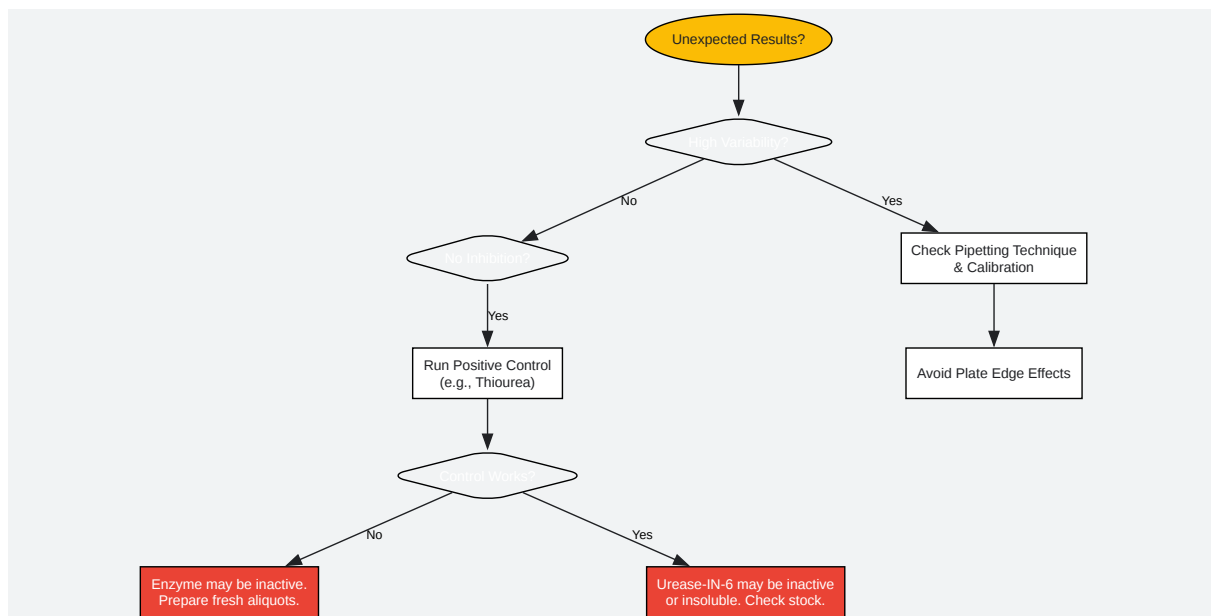 Unexpected Results?
High Variability?
No
Yes
No Inhibition?
Check Pipetting Technique
& Calibration
Yes
Run Positive Control
(e.g., Thiourea)
Avoid Plate Edge Effects
Control Works?
No
Yes
Enzyme may be inactive.
Prepare fresh aliquots.
Urease-IN-6 may be inactive
or insoluble. Check stock.